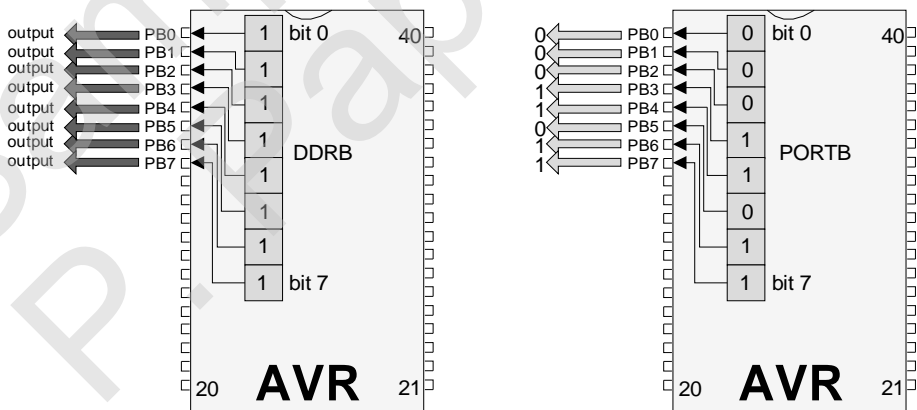 output PB0 1 bit 0 40
output PB1 1
output PB2 1
output PB3 1 DDRB
output PB4 1
output PB5 1
output PB6 1
output PB7 1 bit 7
20 AVR 21
0 PB0 0 bit 0 40
0 PB1 0
0 PB2 0
1 PB3 1 PORTB
1 PB4 1
0 PB5 0
1 PB6 1
1 PB7 1 bit 7
20 AVR 21
P. Pap